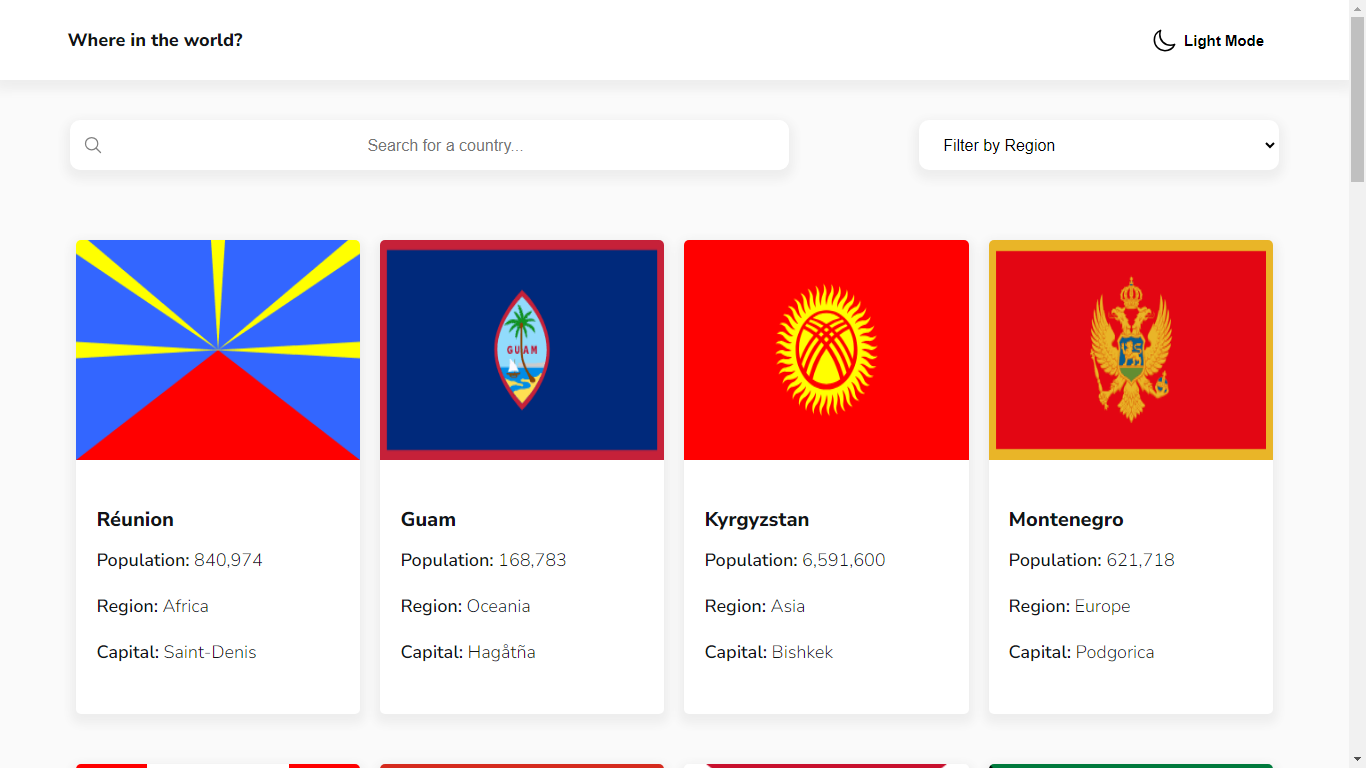 Where in the world?
Light Mode
Search for a country...
Filter by Region
GUAM
Réunion
Population: 840,974
Region: Africa
Capital: Saint-Denis
Guam
Population: 168,783
Region: Oceania
Capital: Hagåtña
Kyrgyzstan
Population: 6,591,600
Region: Asia
Capital: Bishkek
Montenegro
Population: 621,718
Region: Europe
Capital: Podgorica